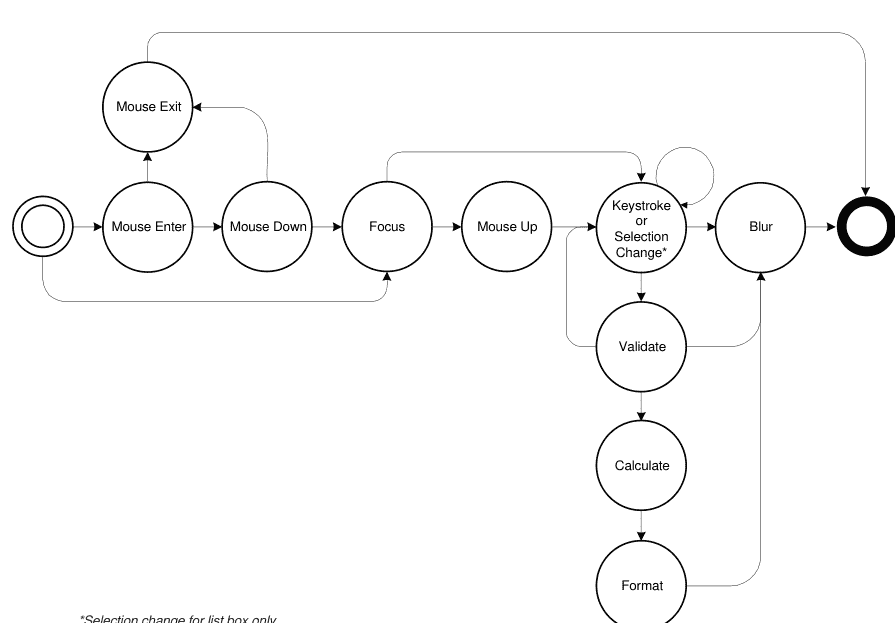 Mouse Exit
Mouse Enter
Mouse Down
Focus
Mouse Up
Keystroke
or
Selection
Change*
Blur
Validate
Calculate
Format
*Selection change for list box only